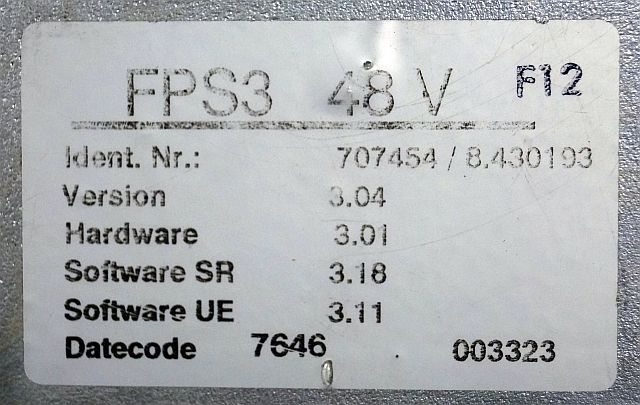 FPS3 48 V F12
Ident. Nr.: 707454 / 8.430193
Version 3.04
Hardware 3.01
Software SR 3.18
Software UE 3.11
Datecode 7646 003323